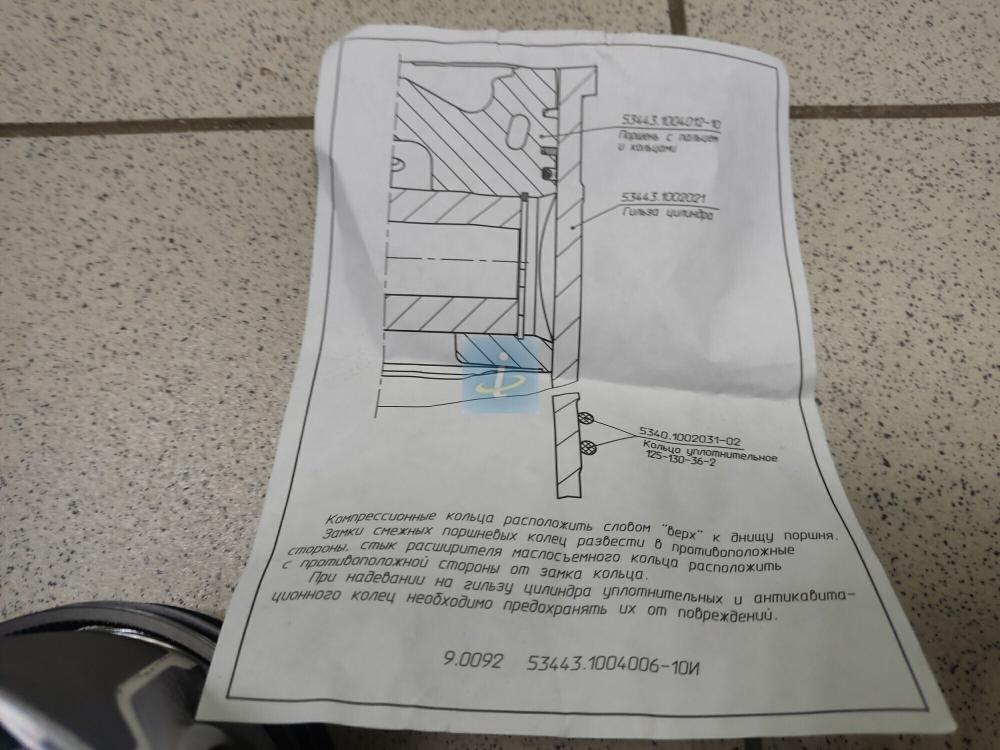 53443.1004012-10
Поршень с пальцем
и кольцами
53443.1002021
Гильза цилиндра
5340.1002031-02
Кольцо уплотнительное
125-130-36-2
Компрессионные кольца расположить словом "верх" к днищу поршня.
Замки смежных поршневых колец развести в противоположные
стороны, стык расширителя маслосъемного кольца расположить
с противоположной стороны от замка кольца.
При надевании на гильзу цилиндра уплотнительных и антикавита-
ционного колец необходимо предохранять их от повреждений.
9.0092 53443.1004006-10И